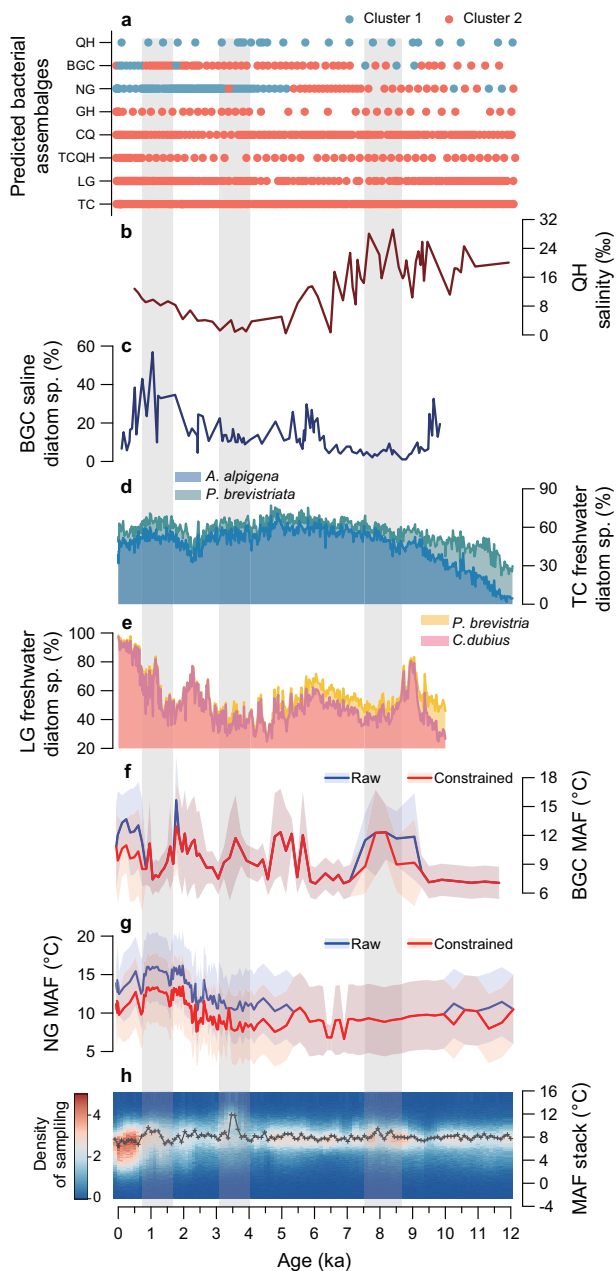 a
Cluster 1
Cluster 2
Predicted bacterial
assembalges
QH
BGC
NG
GH
CQ
TCQH
LG
TC
b
32
24
16
8
0
QH
salinity (‰)
c
60
40
20
0
BGC saline
diatom sp. (%)
A. alpigena
P. brevistriata
d
90
60
30
0
TC freshwater
diatom sp. (%)
e
P. brevistria
C.dubius
100
80
60
40
20
LG freshwater
diatom sp. (%)
f
Raw
Constrained
18
15
12
9
6
BGC MAF (°C)
g
Raw
Constrained
20
15
10
5
NG MAF (°C)
h
Density
of sampilng
4
2
0
16
12
8
4
0
-4
MAF stack (°C)
0 1 2 3 4 5 6 7 8 9 10 11 12
Age (ka)